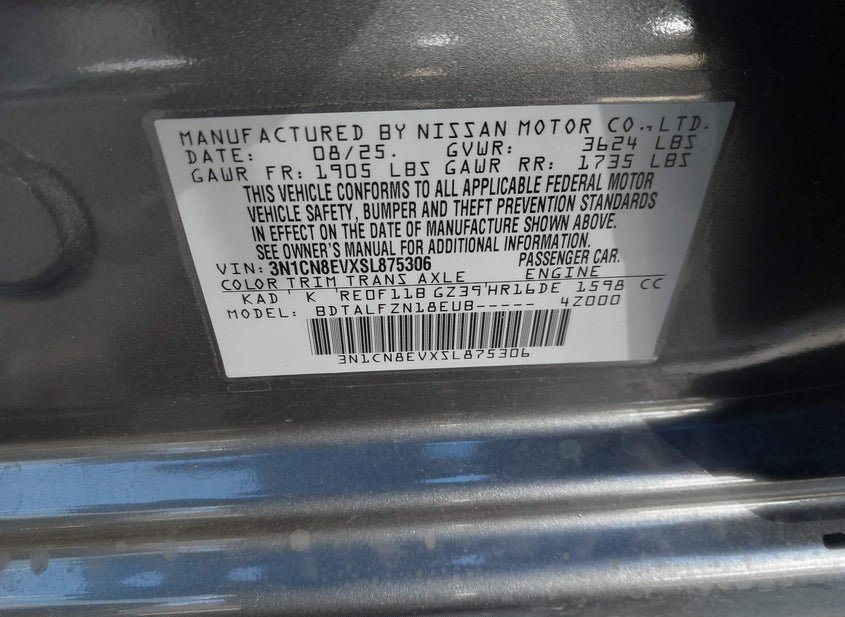 MANUFACTURED BY NISSAN MOTOR CO.,LTD.
DATE: 08/25. GVWR: 3624 LBS
GAWR FR: 1905 LBS GAWR RR: 1735 LBS
THIS VEHICLE CONFORMS TO ALL APPLICABLE FEDERAL MOTOR
VEHICLE SAFETY, BUMPER AND THEFT PREVENTION STANDARDS
IN EFFECT ON THE DATE OF MANUFACTURE SHOWN ABOVE.
SEE OWNER'S MANUAL FOR ADDITIONAL INFORMATION.
VIN: 3N1CN8EVXSL875306 PASSENGER CAR.
COLOR TRIM TRANS AXLE ENGINE
KAD K RE0F11B GZ39 HR16DE 1598 CC
MODEL: BDTALFZN18EUB----- 4Z000
3N1CN8EVXSL875306